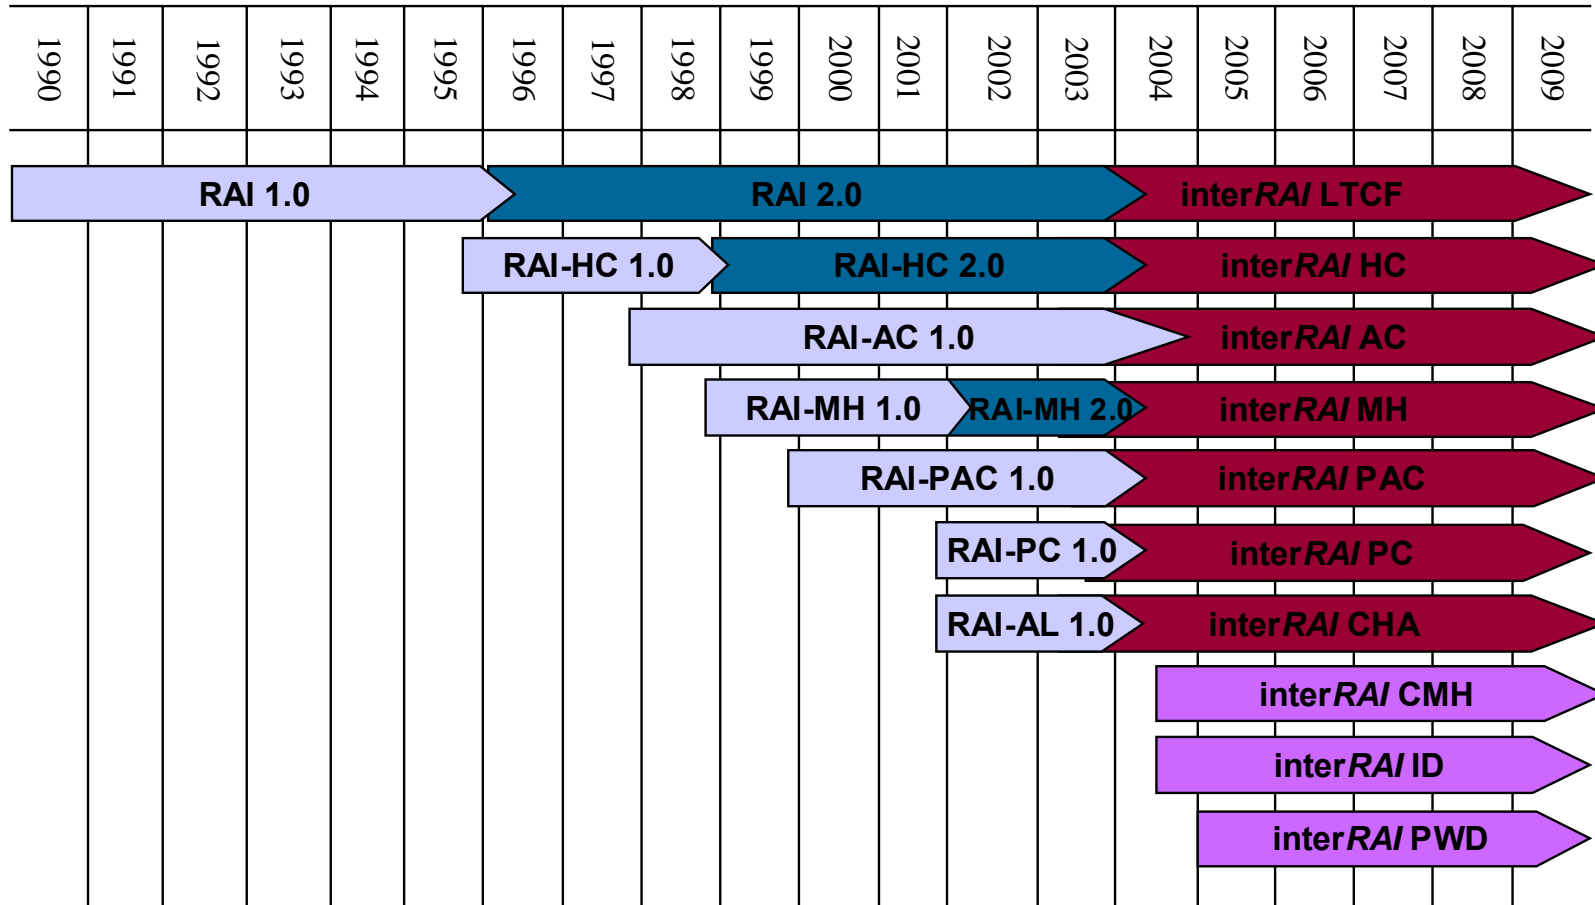 1990 1991 1992 1993 1994 1995 1996 1997 1998 1999 2000 2001 2002 2003 2004 2005 2006 2007 2008 2009
RAI 1.0 RAI 2.0 interRAI LTCF
RAI-HC 1.0 RAI-HC 2.0 interRAI HC
RAI-AC 1.0 interRAI AC
RAI-MH 1.0 RAI-MH 2.0 interRAI MH
RAI-PAC 1.0 interRAI PAC
RAI-PC 1.0 interRAI PC
RAI-AL 1.0 interRAI CHA
interRAI CMH
interRAI ID
interRAI PWD